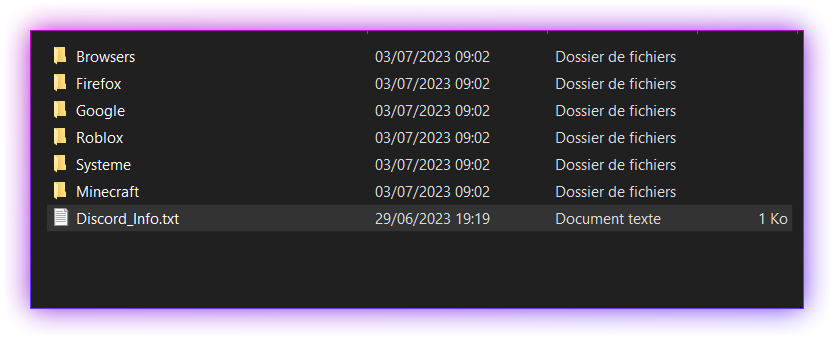 Browsers 03/07/2023 09:02 Dossier de fichiers
Firefox 03/07/2023 09:02 Dossier de fichiers
Google 03/07/2023 09:02 Dossier de fichiers
Roblox 03/07/2023 09:02 Dossier de fichiers
Systeme 03/07/2023 09:02 Dossier de fichiers
Minecraft 03/07/2023 09:02 Dossier de fichiers
Discord_Info.txt 29/06/2023 19:19 Document texte 1 Ko